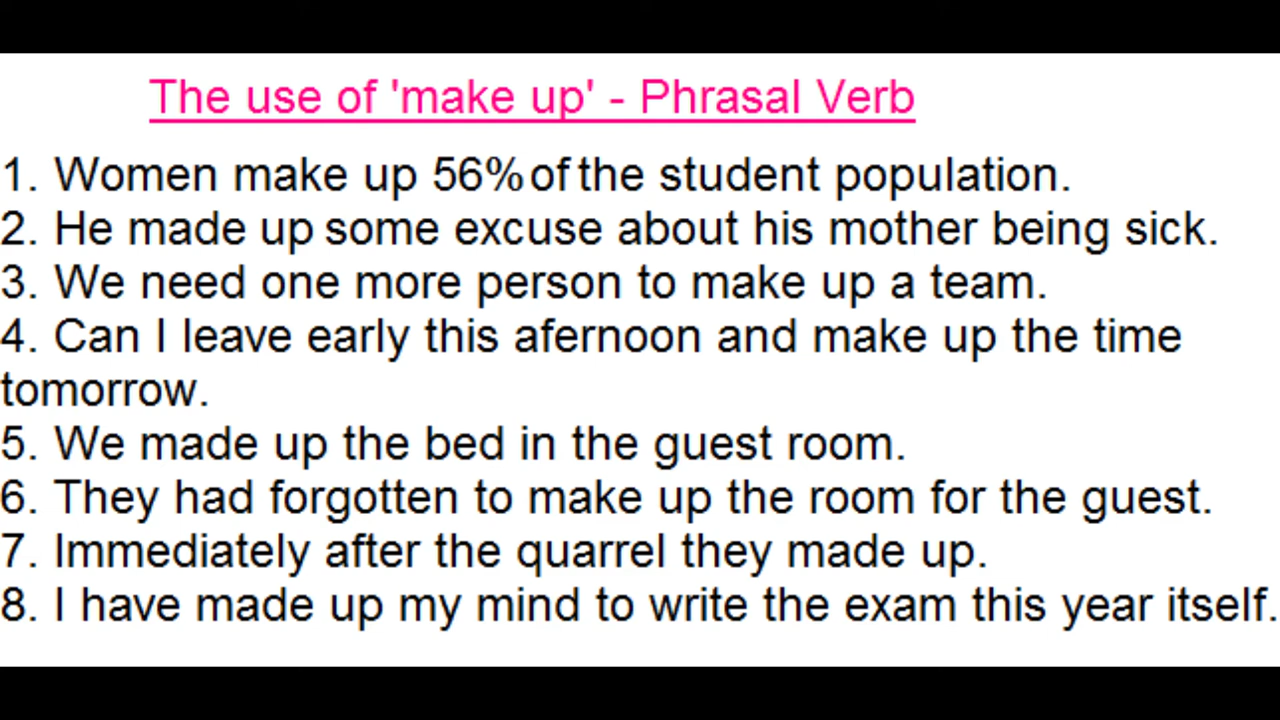 The use of 'make up' - Phrasal Verb
1. Women make up 56% of the student population.
2. He made up some excuse about his mother being sick.
3. We need one more person to make up a team.
4. Can I leave early this afernoon and make up the time
tomorrow.
5. We made up the bed in the guest room.
6. They had forgotten to make up the room for the guest.
7. Immediately after the quarrel they made up.
8. I have made up my mind to write the exam this year itself.